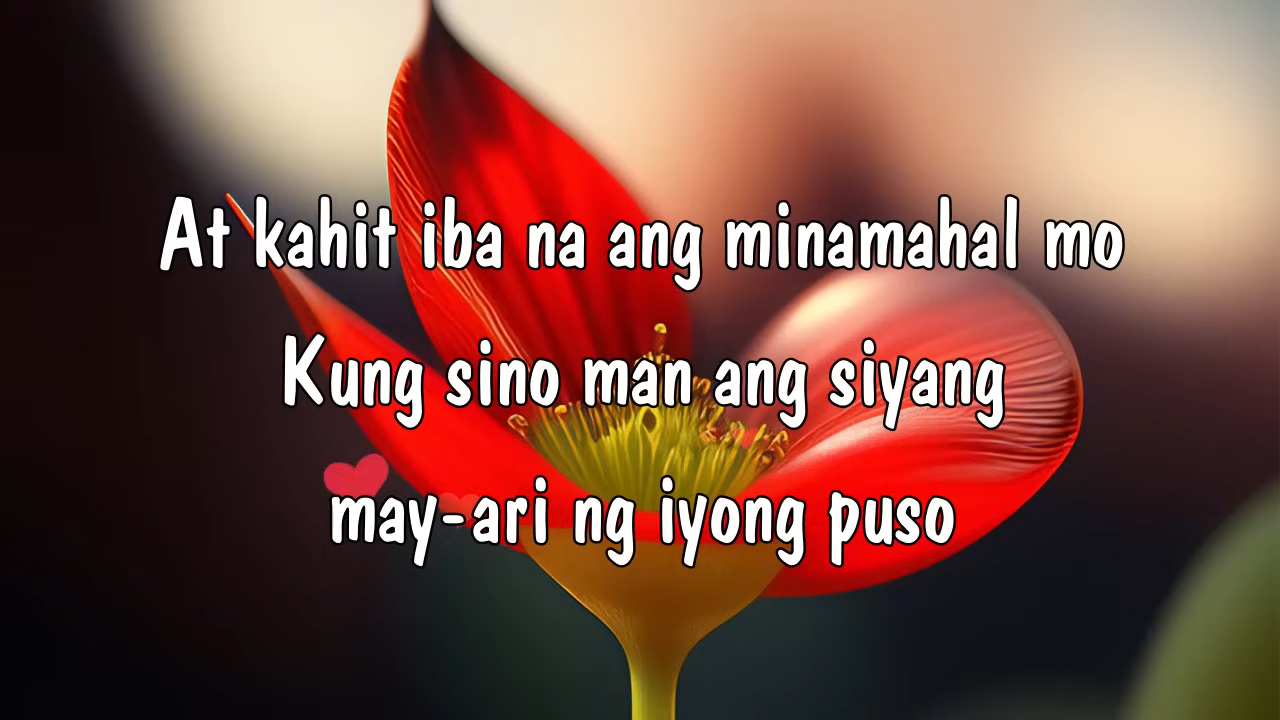 At kahit iba na ang minamahal mo
Kung sino man ang siyang
may-ari ng iyong puso